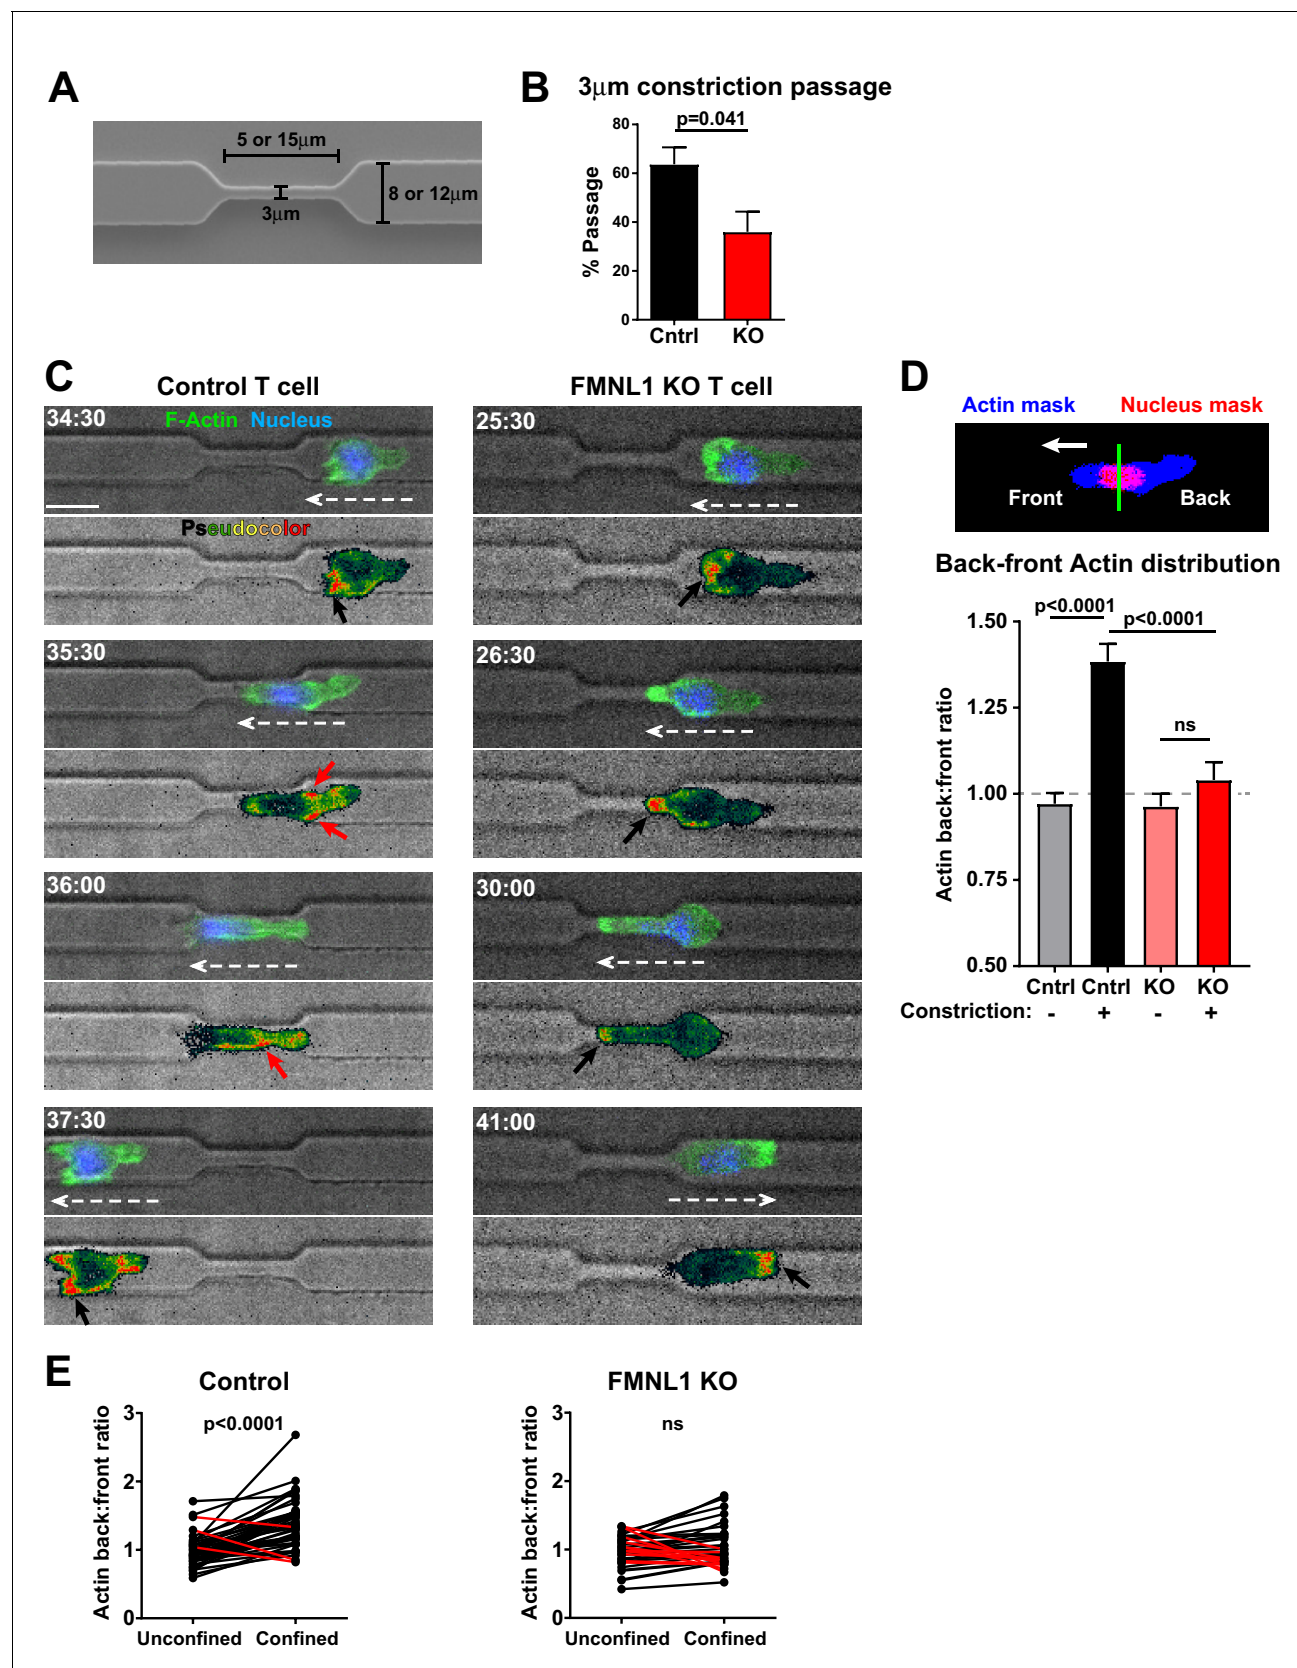 A
5 or 15μm
8 or 12μm
3μm
B
3μm constriction passage
p=0.041
% Passage
80
60
40
20
0
Cntrl KO
C
Control T cell
FMNL1 KO T cell
34:30
F-Actin Nucleus
25:30
Pseudocolor
35:30
26:30
36:00
30:00
37:30
41:00
D
Actin mask Nucleus mask
Front Back
Back-front Actin distribution
p<0.0001
p<0.0001
ns
Actin back:front ratio
1.50
1.25
1.00
0.75
0.50
Cntrl Cntrl KO KO
Constriction: - + - +
E
Control
p<0.0001
Actin back:front ratio
3
2
1
0
Unconfined Confined
FMNL1 KO
ns
Actin back:front ratio
3
2
1
0
Unconfined Confined